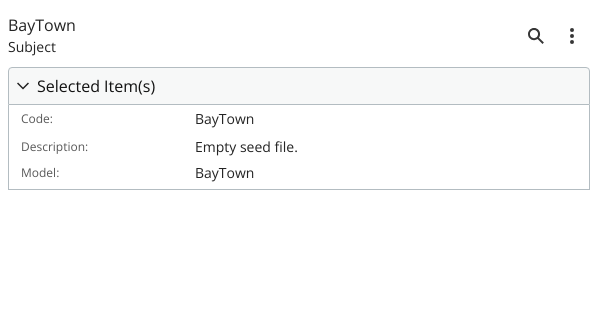 BayTown
Subject
Selected Item(s)
Code: BayTown
Description: Empty seed file.
Model: BayTown